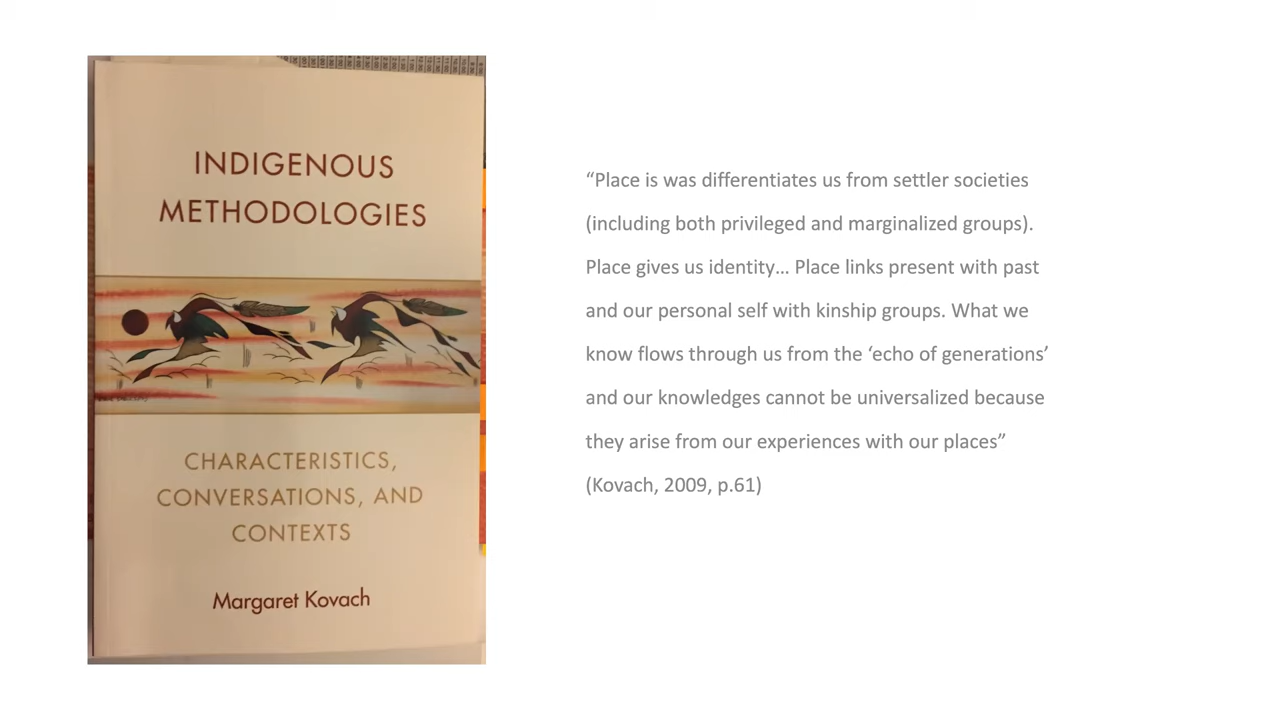 INDIGENOUS
METHODOLOGIES
CHARACTERISTICS,
CONVERSATIONS, AND
CONTEXTS
Margaret Kovach
“Place is was differentiates us from settler societies
(including both privileged and marginalized groups).
Place gives us identity… Place links present with past
and our personal self with kinship groups. What we
know flows through us from the ‘echo of generations’
and our knowledges cannot be universalized because
they arise from our experiences with our places”
(Kovach, 2009, p.61)